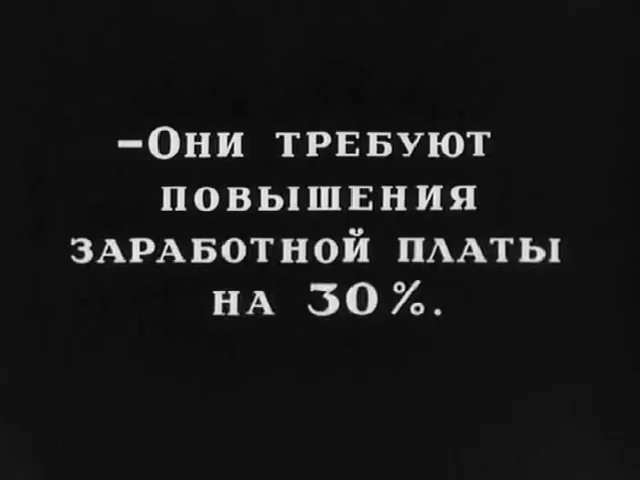 –Они требуют
повышения
заработной платы
на 30%.